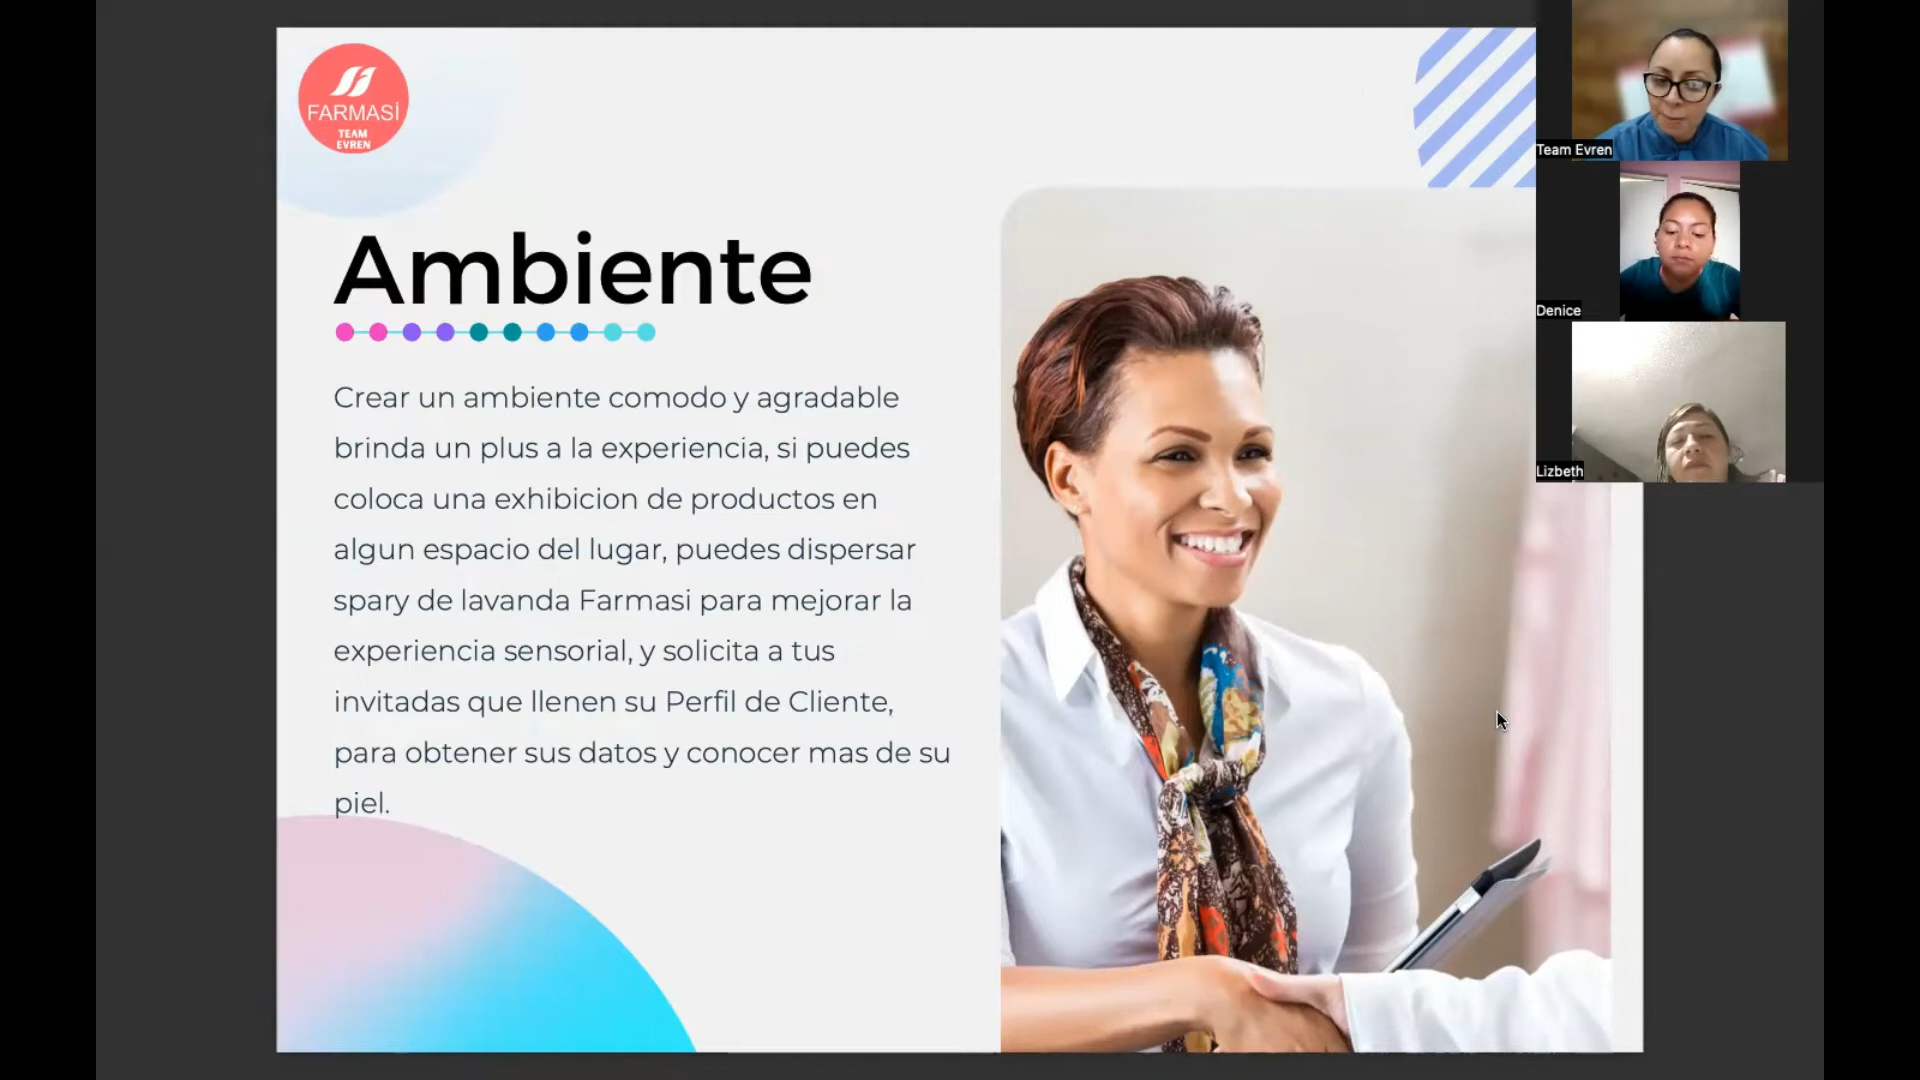 FARMASİ
TEAM
EVREN
Ambiente
Crear un ambiente comodo y agradable
brinda un plus a la experiencia, si puedes
coloca una exhibicion de productos en
algun espacio del lugar, puedes dispersar
spary de lavanda Farmasi para mejorar la
experiencia sensorial, y solicita a tus
invitadas que llenen su Perfil de Cliente,
para obtener sus datos y conocer mas de su
piel.
Team Evren
Denice
Lizbeth